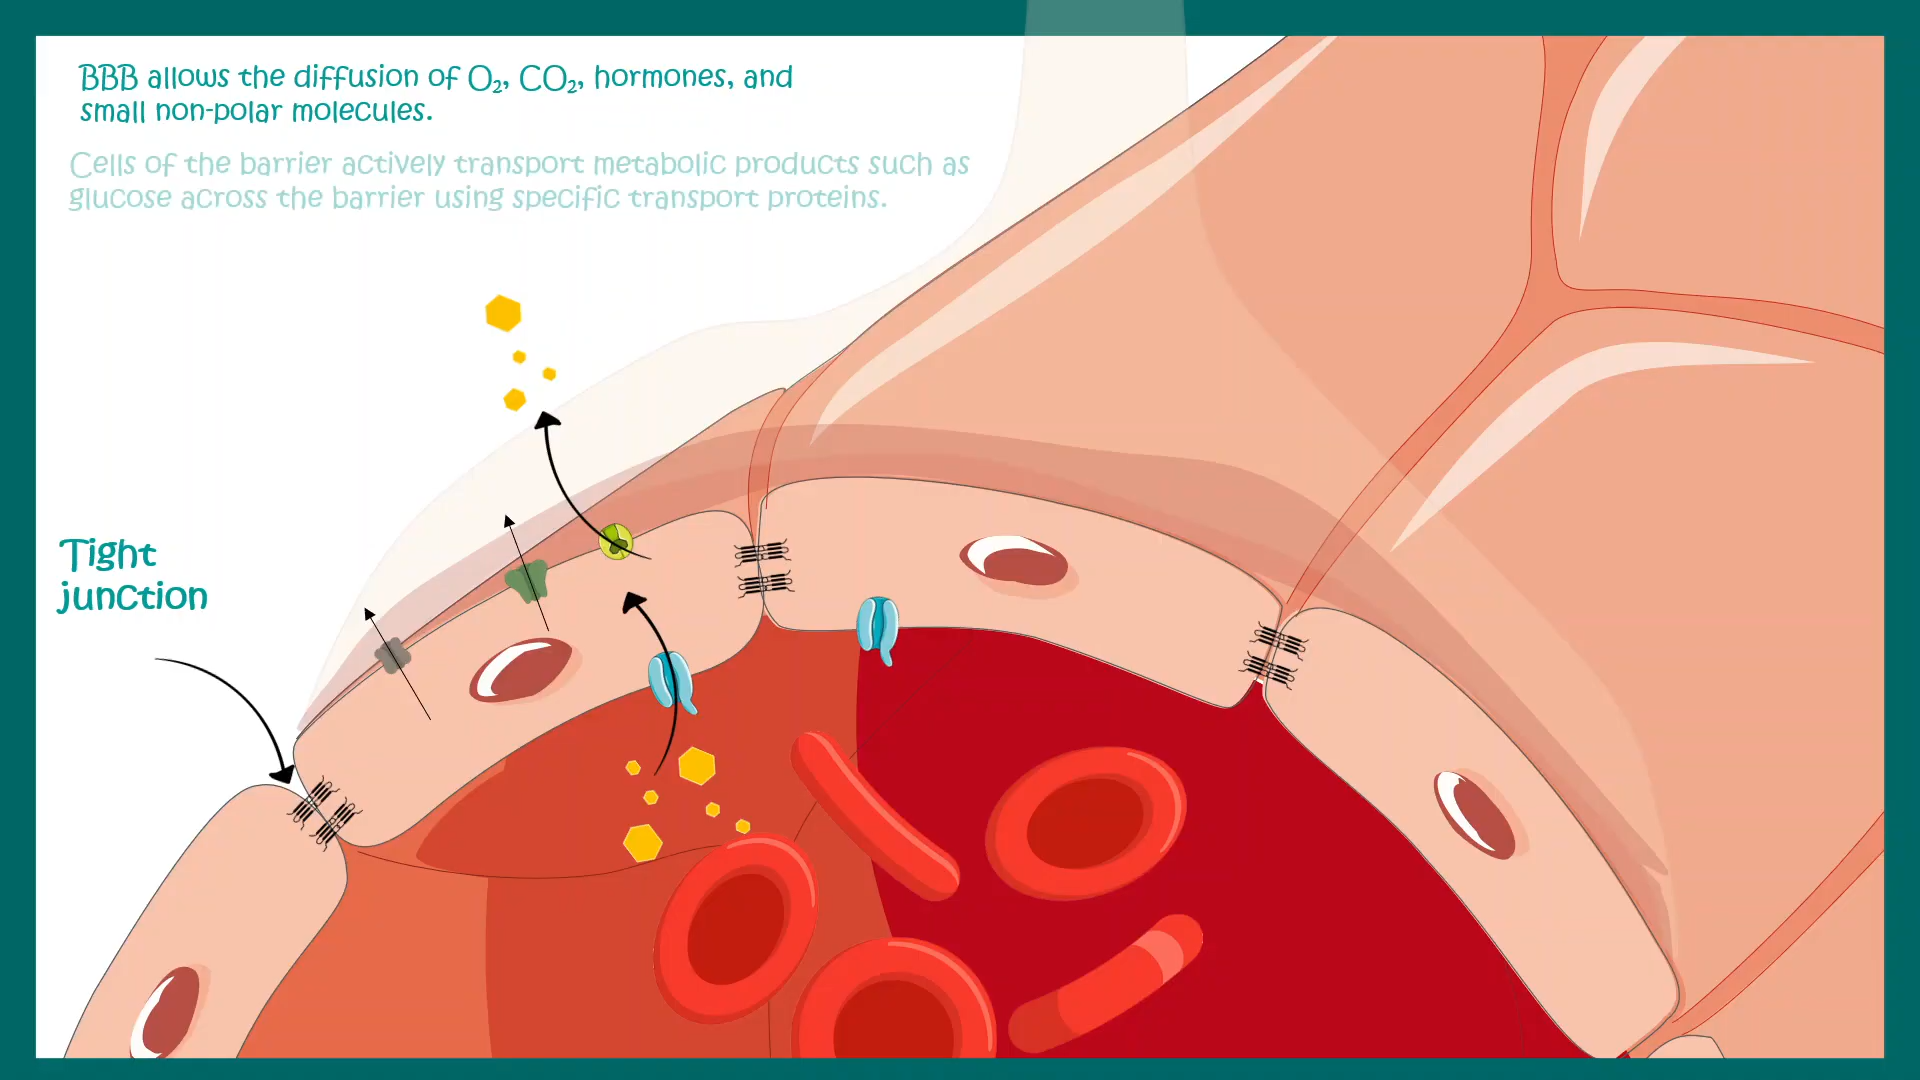 BBB allows the diffusion of O₂, CO₂, hormones, and
small non-polar molecules.
Cells of the barrier actively transport metabolic products such as
glucose across the barrier using specific transport proteins.
Tight
junction